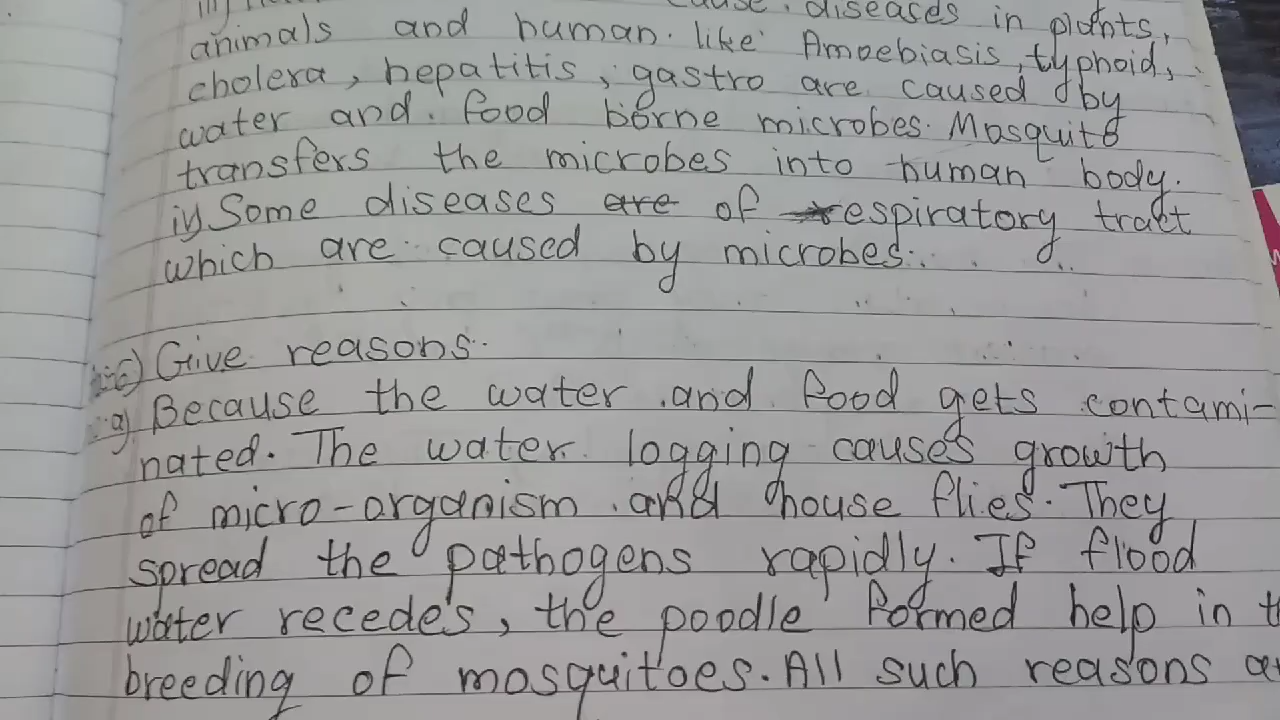 cause diseases in plants,
animals and human like Amoebiasis, typhoid,
cholera, hepatitis, gastro are caused by
water and food borne microbes. Mosquito
transfers the microbes into human body.
iv) Some diseases are of respiratory tract
which are caused by microbes.
c) Give reasons.
a) Because the water and food gets contami-
nated. The water logging causes growth
of micro-organism and house flies. They
spread the pathogens rapidly. If flood
water recedes, the poodle formed help in
breeding of mosquitoes. All such reasons